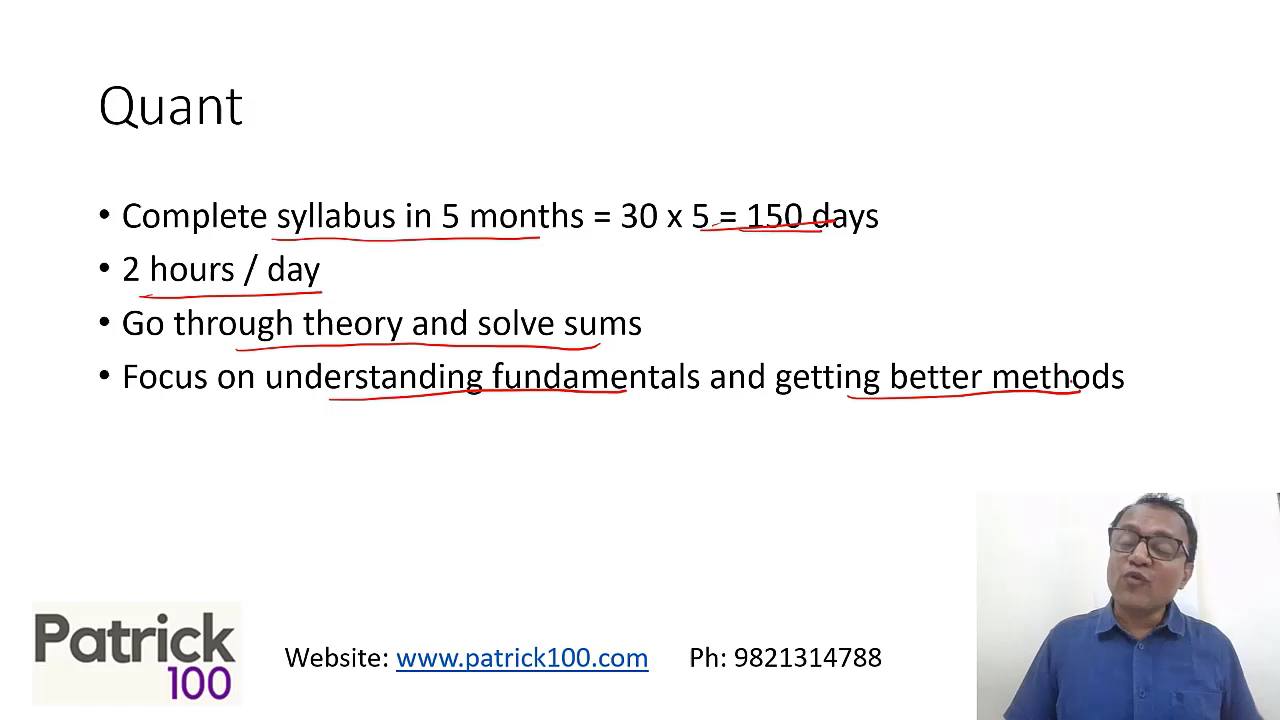 Quant
• Complete syllabus in 5 months = 30 x 5 = 150 days
• 2 hours / day
• Go through theory and solve sums
• Focus on understanding fundamentals and getting better methods
Patrick
100
Website: www.patrick100.com Ph: 9821314788